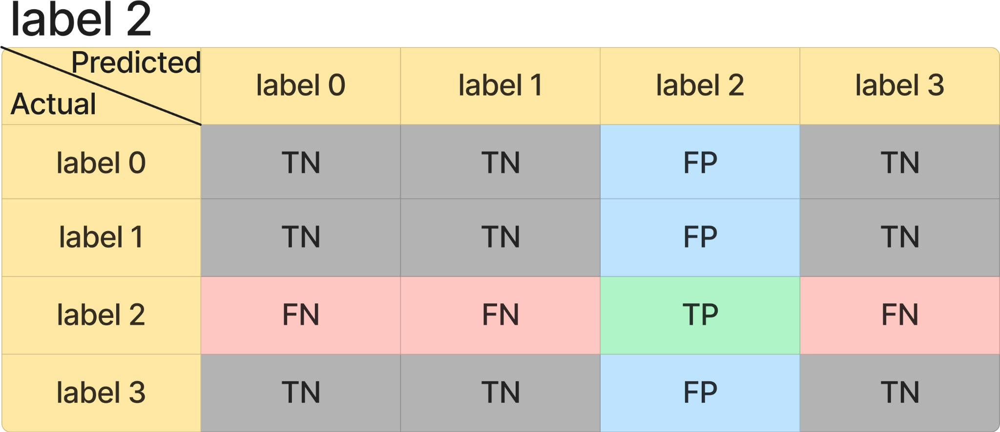 label 2
Predicted
Actual
label 0 label 1 label 2 label 3
label 0 TN TN FP TN
label 1 TN TN FP TN
label 2 FN FN TP FN
label 3 TN TN FP TN